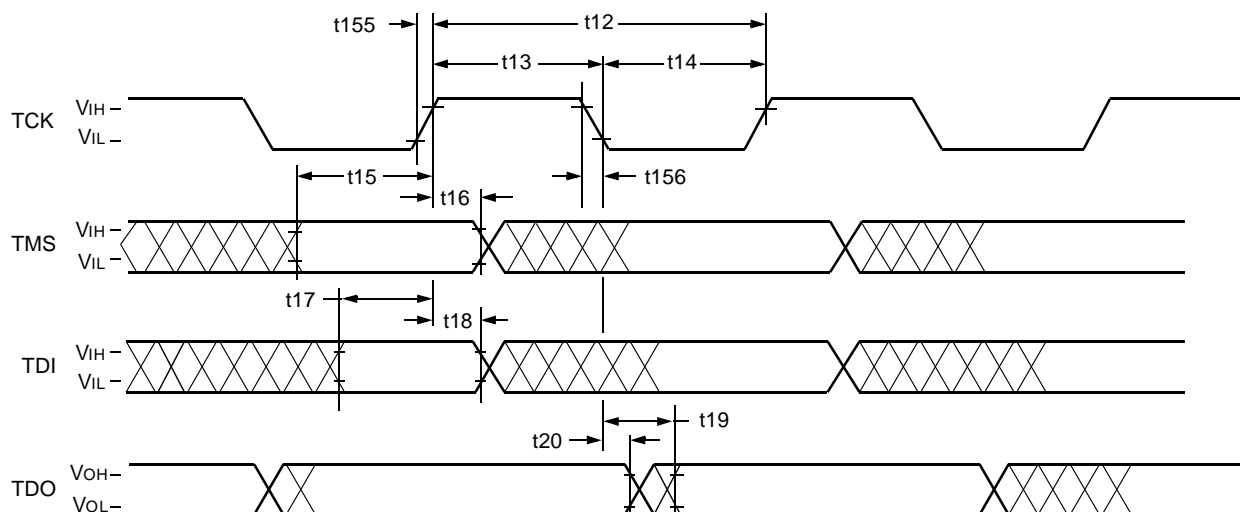 t155
t12
t13
t14
TCK
VIH
VIL
t15
t16
t156
TMS
VIH
VIL
t17
t18
TDI
VIH
VIL
t19
t20
TDO
VOH
VOL